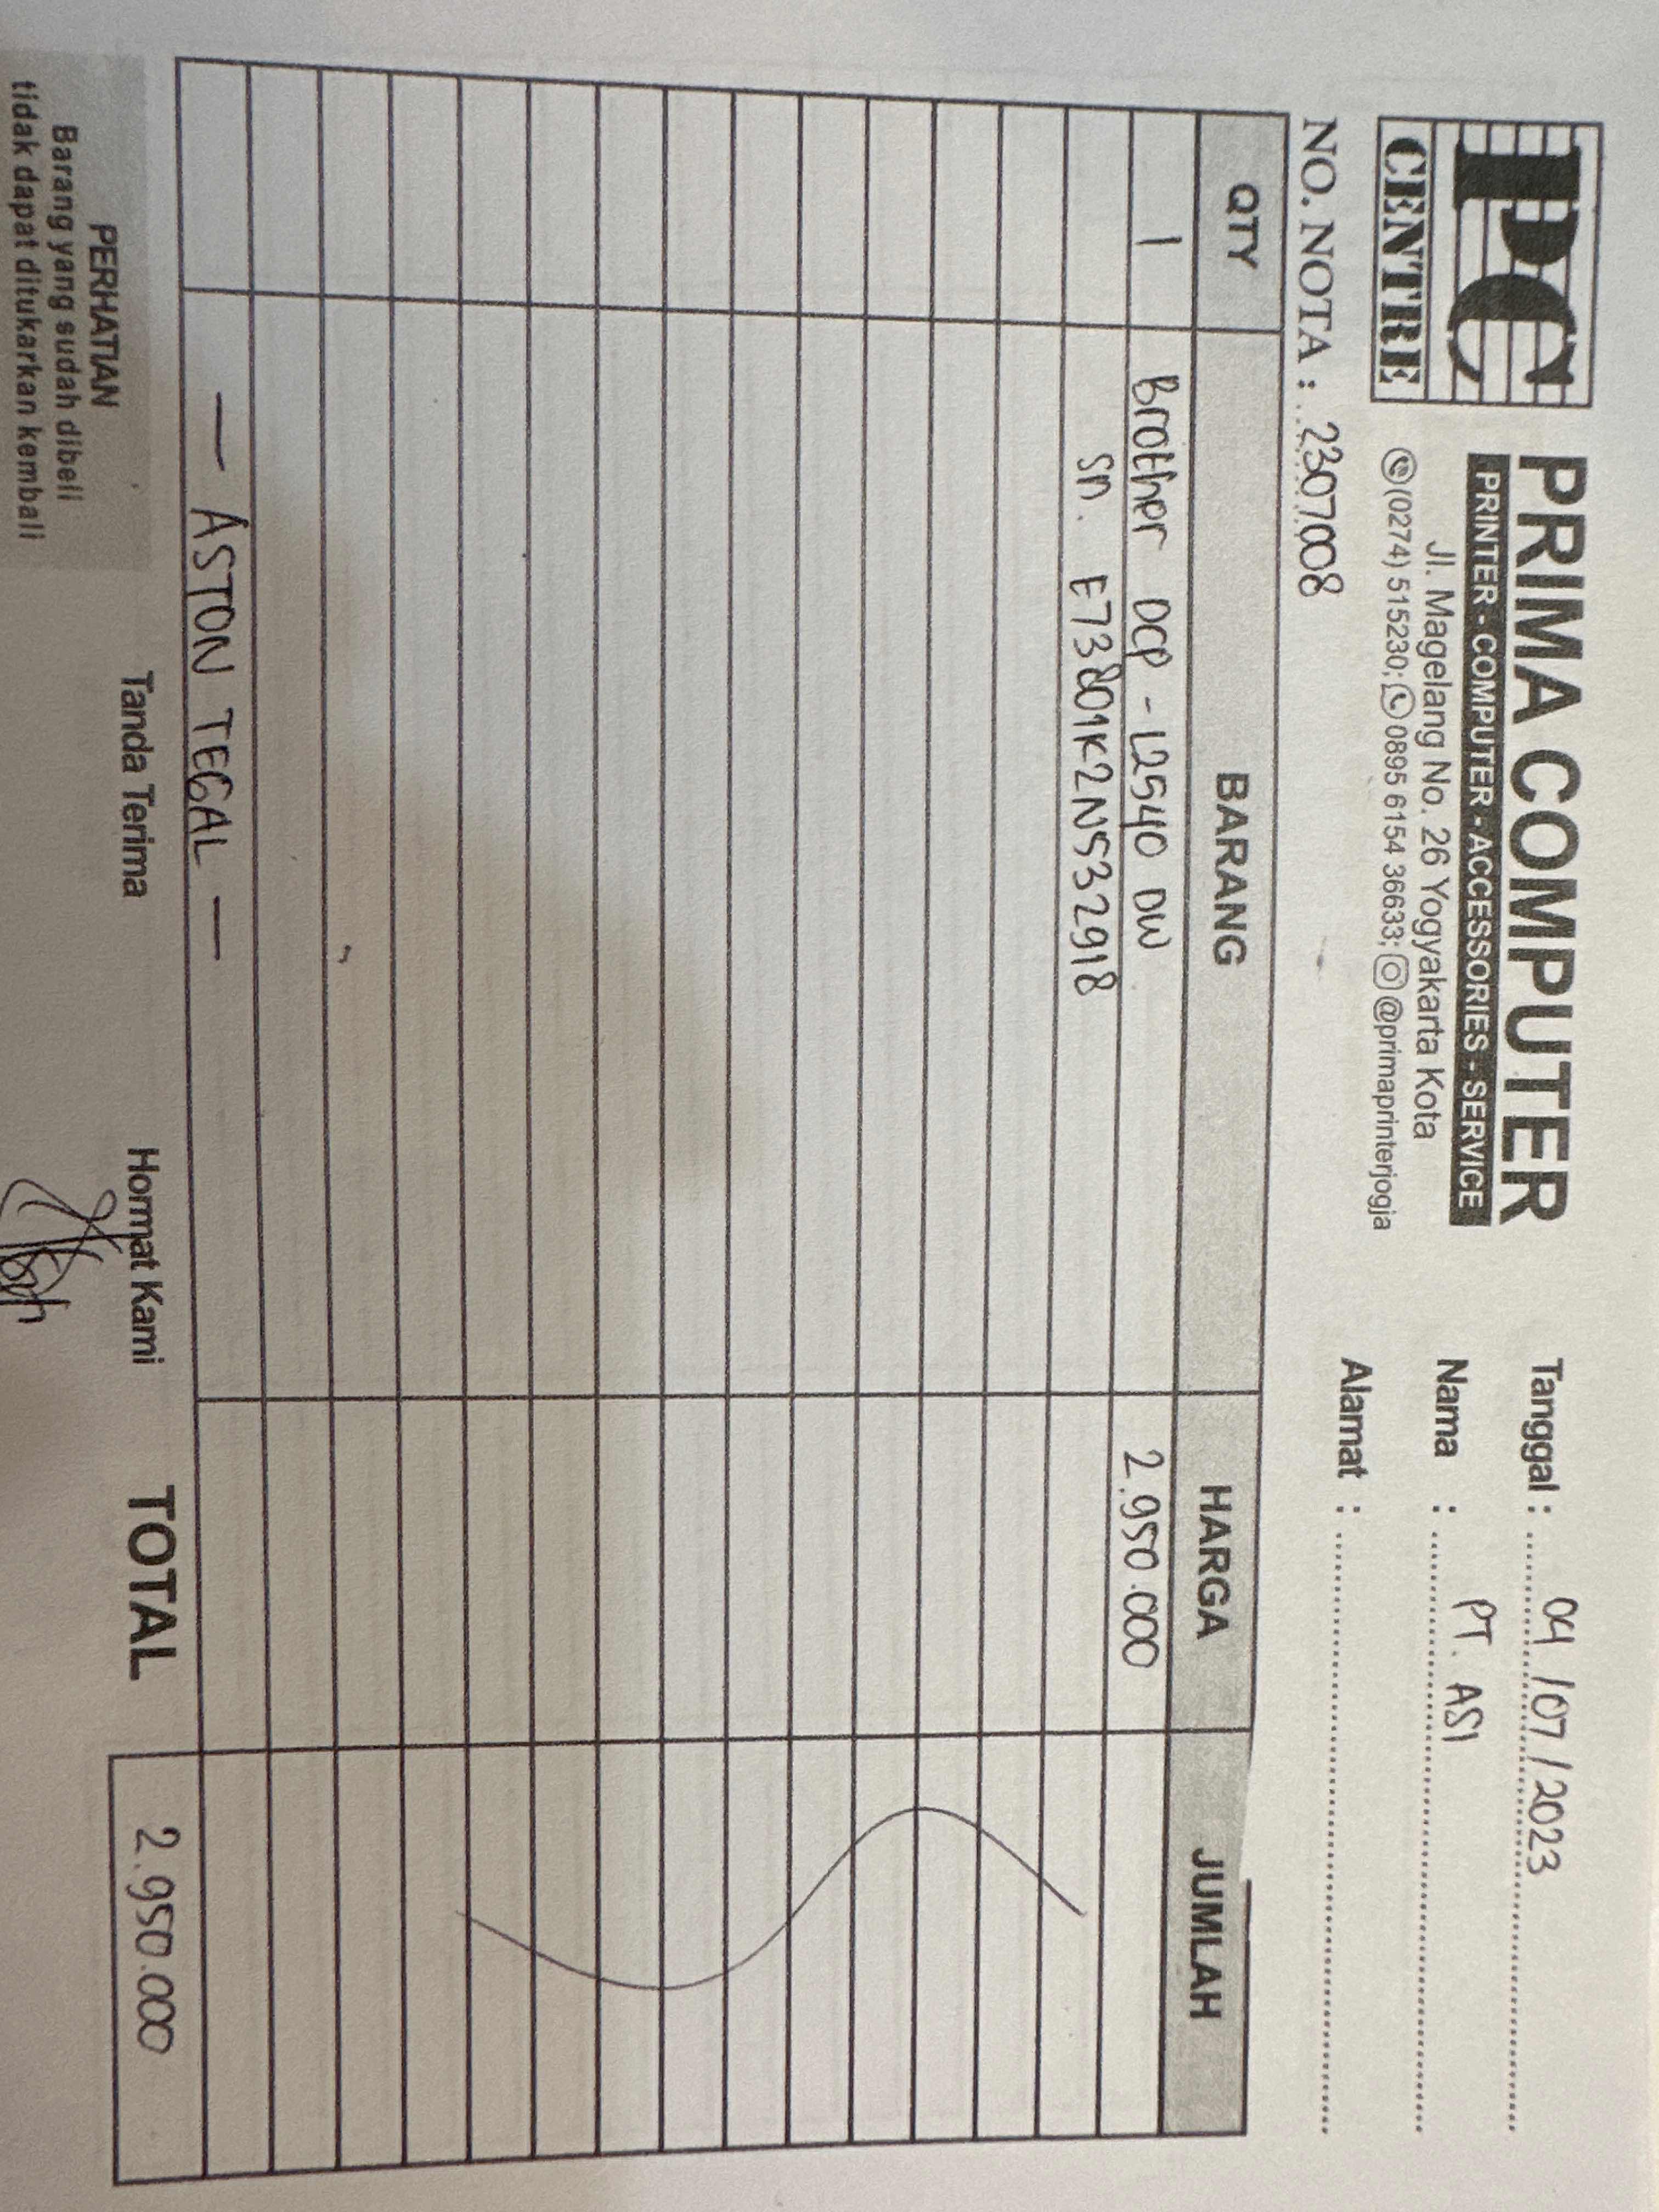 PC
CENTRE
PRIMA COMPUTER
PRINTER - COMPUTER - ACCESSORIES - SERVICE
Jl. Magelang No. 26 Yogyakarta Kota
(0274) 515230; 0895 6154 36633; @primaprinterjogja
Tanggal : 04 / 07 / 2023
Nama : PT. ASI
Alamat :
NO. NOTA : 2307008
QTY BARANG HARGA JUMLAH
1 Brother DCP - L2540 DW 2.950.000
SN. E73801K2N532918
— ASTON TEGAL —
PERHATIAN
Barang yang sudah dibeli
tidak dapat ditukarkan kembali
Tanda Terima
Hormat Kami
TOTAL 2.950.000